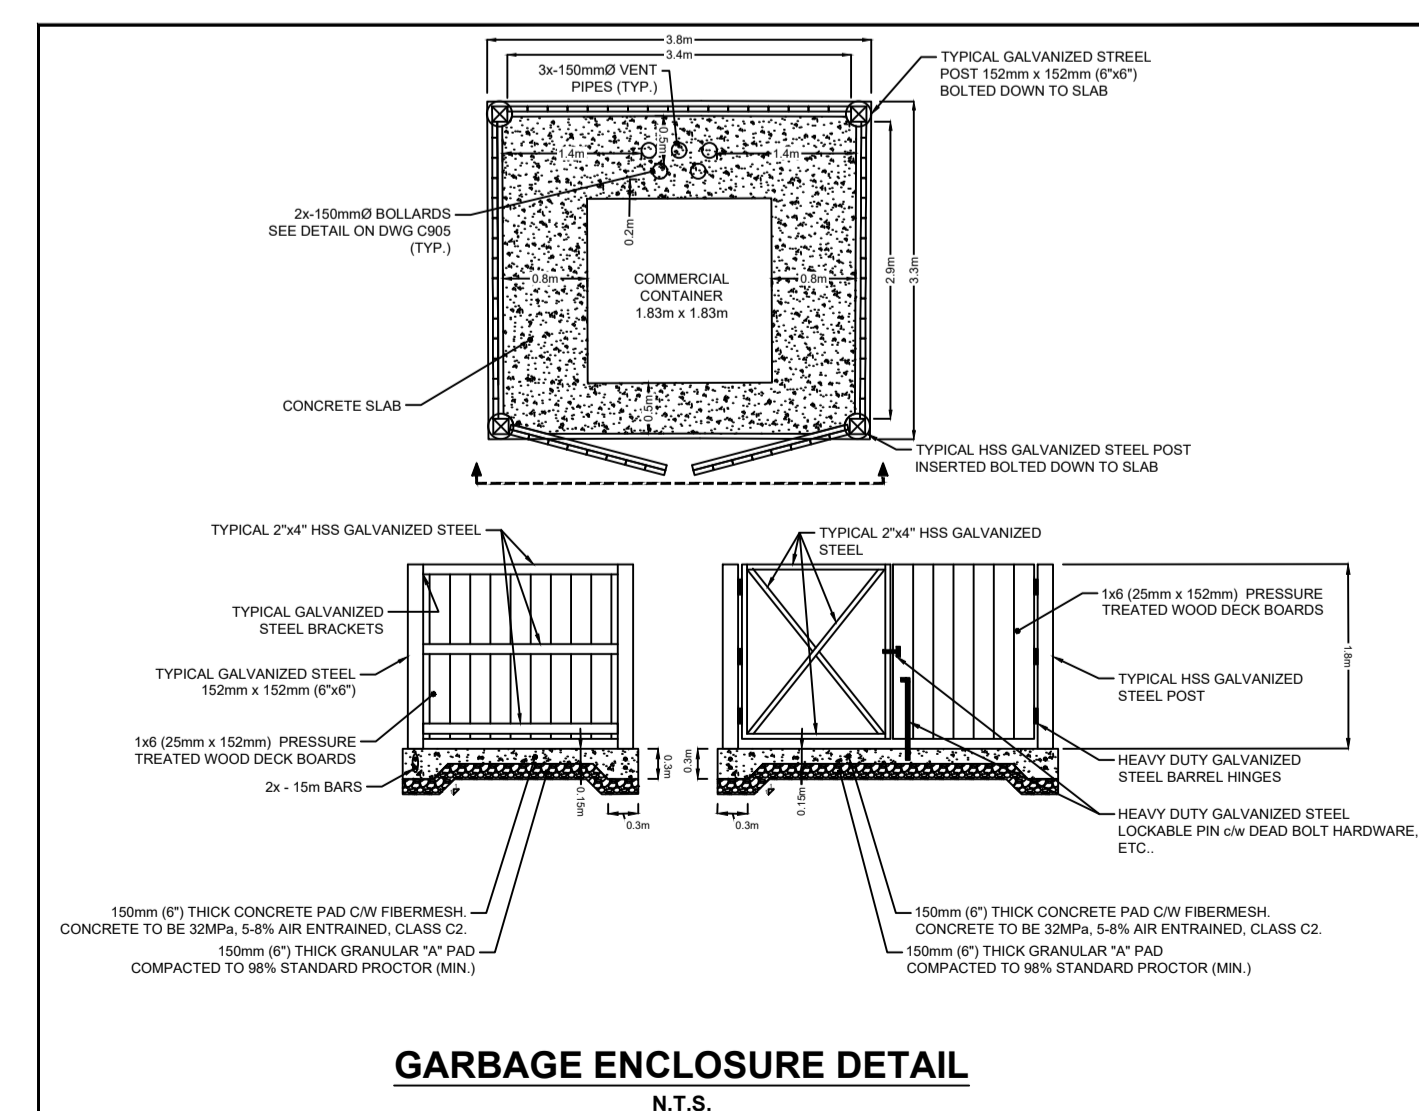 3.8m
3.4m
3x-150mmØ VENT
PIPES (TYP.)
TYPICAL GALVANIZED STREEL
POST 152mm x 152mm (6"x6")
BOLTED DOWN TO SLAB
0.5m
1.4m
1.4m
2x-150mmØ BOLLARDS
SEE DETAIL ON DWG C905
(TYP.)
0.2m
0.8m
COMMERCIAL
CONTAINER
1.83m x 1.83m
0.8m
2.9m
3.3m
CONCRETE SLAB
0.5m
TYPICAL HSS GALVANIZED STEEL POST
INSERTED BOLTED DOWN TO SLAB
TYPICAL 2"x4" HSS GALVANIZED STEEL
TYPICAL GALVANIZED
STEEL BRACKETS
TYPICAL GALVANIZED STEEL
152mm x 152mm (6"x6")
1x6 (25mm x 152mm) PRESSURE
TREATED WOOD DECK BOARDS
2x - 15m BARS
0.3m
0.15m
0.3m
150mm (6") THICK CONCRETE PAD C/W FIBERMESH.
CONCRETE TO BE 32MPa, 5-8% AIR ENTRAINED, CLASS C2.
150mm (6") THICK GRANULAR "A" PAD
COMPACTED TO 98% STANDARD PROCTOR (MIN.)
TYPICAL 2"x4" HSS GALVANIZED
STEEL
1x6 (25mm x 152mm) PRESSURE
TREATED WOOD DECK BOARDS
1.8m
TYPICAL HSS GALVANIZED
STEEL POST
HEAVY DUTY GALVANIZED
STEEL BARREL HINGES
HEAVY DUTY GALVANIZED STEEL
LOCKABLE PIN c/w DEAD BOLT HARDWARE,
ETC..
0.3m
0.15m
0.3m
150mm (6") THICK CONCRETE PAD C/W FIBERMESH.
CONCRETE TO BE 32MPa, 5-8% AIR ENTRAINED, CLASS C2.
150mm (6") THICK GRANULAR "A" PAD
COMPACTED TO 98% STANDARD PROCTOR (MIN.)
GARBAGE ENCLOSURE DETAIL
N.T.S.